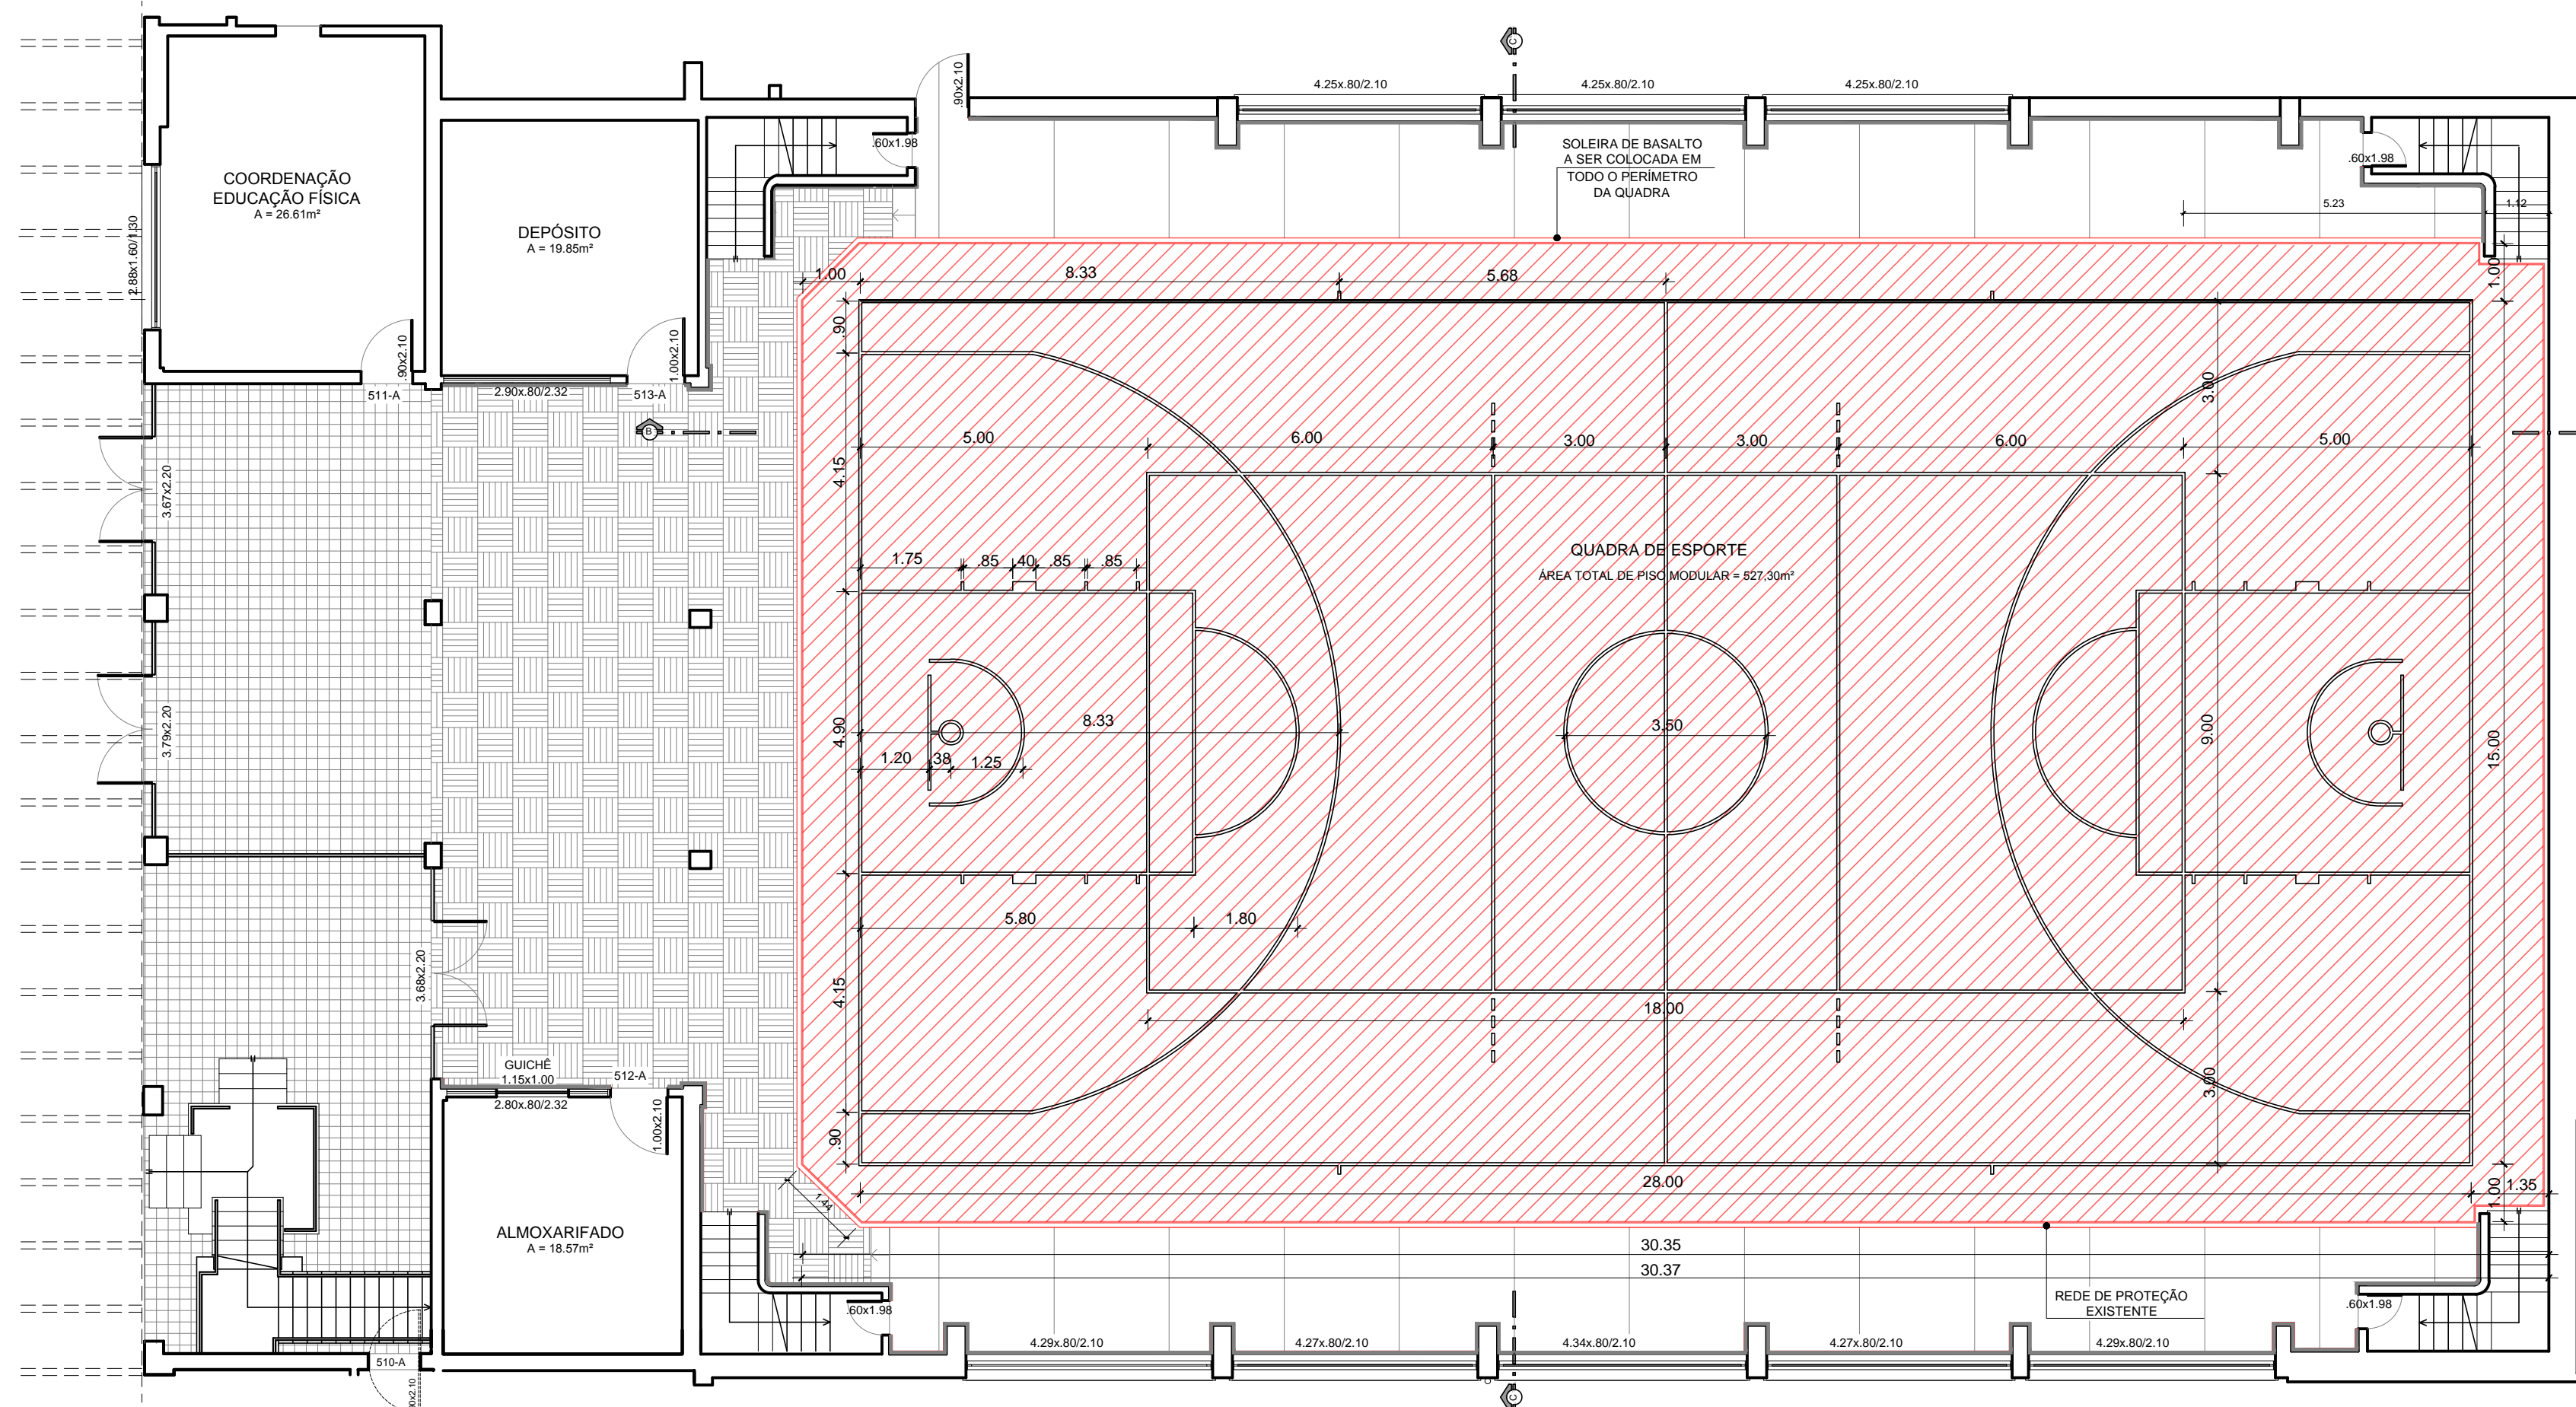 C
4.25x.80/2.10
4.25x.80/2.10
4.25x.80/2.10
.90x2.10
.60x1.98
SOLEIRA DE BASALTO
A SER COLOCADA EM
TODO O PERÍMETRO
DA QUADRA
.60x1.98
COORDENAÇÃO
EDUCAÇÃO FÍSICA
A = 26.61m²
DEPÓSITO
A = 19.85m²
5.23
1.12
2.88x1.60/1.30
1.00
8.33
5.68
1.00
.90
.90x2.10
1.00x2.10
511-A
2.90x.80/2.32
513-A
3.00
B
5.00
6.00
3.00
3.00
6.00
5.00
4.15
3.67x2.20
1.75
.85
40
.85
.85
QUADRA DE ESPORTE
ÁREA TOTAL DE PISO MODULAR = 527,30m²
3.79x2.20
4.90
8.33
3.50
9.00
15.00
1.20
38
1.25
5.80
1.80
3.68x2.20
4.15
18.00
GUICHÊ
1.15x1.00
512-A
2.80x.80/2.32
1.00x2.10
3.00
.90
28.00
1.00
1.35
1.44
ALMOXARIFADO
A = 18.57m²
30.35
30.37
REDE DE PROTEÇÃO
EXISTENTE
.60x1.98
.60x1.98
4.29x.80/2.10
4.27x.80/2.10
4.34x.80/2.10
4.27x.80/2.10
4.29x.80/2.10
510-A
C